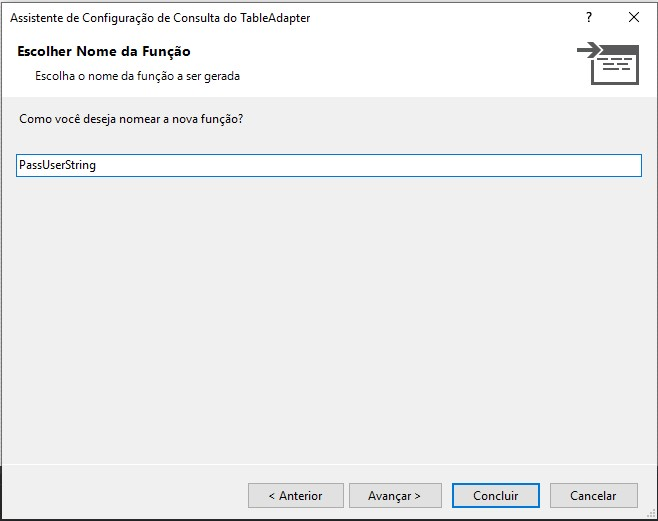 Assistente de Configuração de Consulta do TableAdapter ?
Escolher Nome da Função
Escolha o nome da função a ser gerada
Como você deseja nomear a nova função?
PassUserString
< Anterior Avançar > Concluir Cancelar